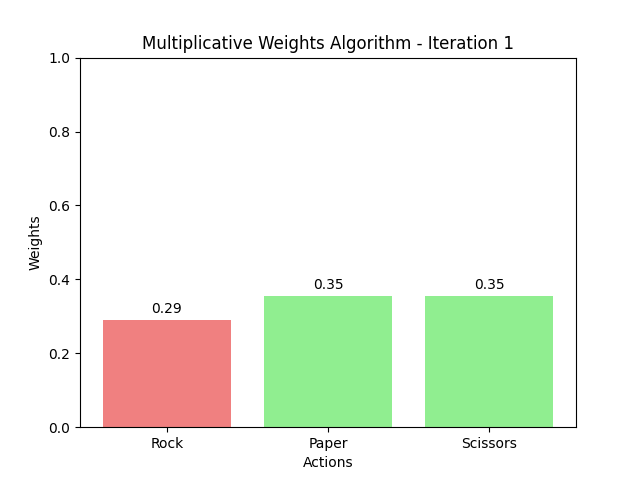 Multiplicative Weights Algorithm - Iteration 1
1.0
0.8
0.6
0.4
0.2
0.0
Weights
0.29
0.35
0.35
Rock
Paper
Scissors
Actions